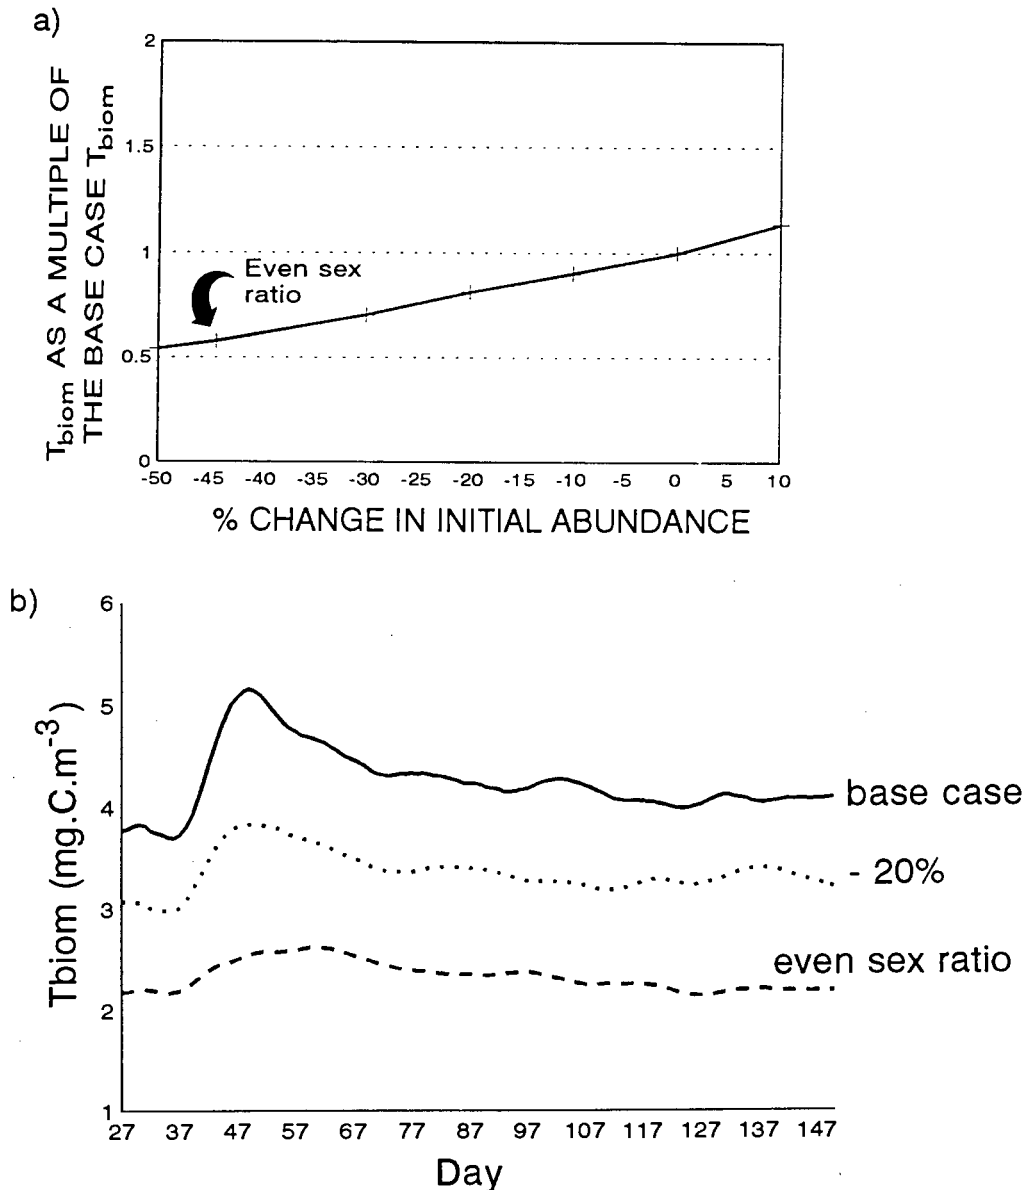 a)
T_biom AS A MULTIPLE OF
THE BASE CASE T_biom
2
1.5
1
0.5
0
Even sex
ratio
-50 -45 -40 -35 -30 -25 -20 -15 -10 -5 0 5 10
% CHANGE IN INITIAL ABUNDANCE
b)
Tbiom (mg.C.m⁻³)
6
5
4
3
2
1
base case
- 20%
even sex ratio
27 37 47 57 67 77 87 97 107 117 127 137 147
Day